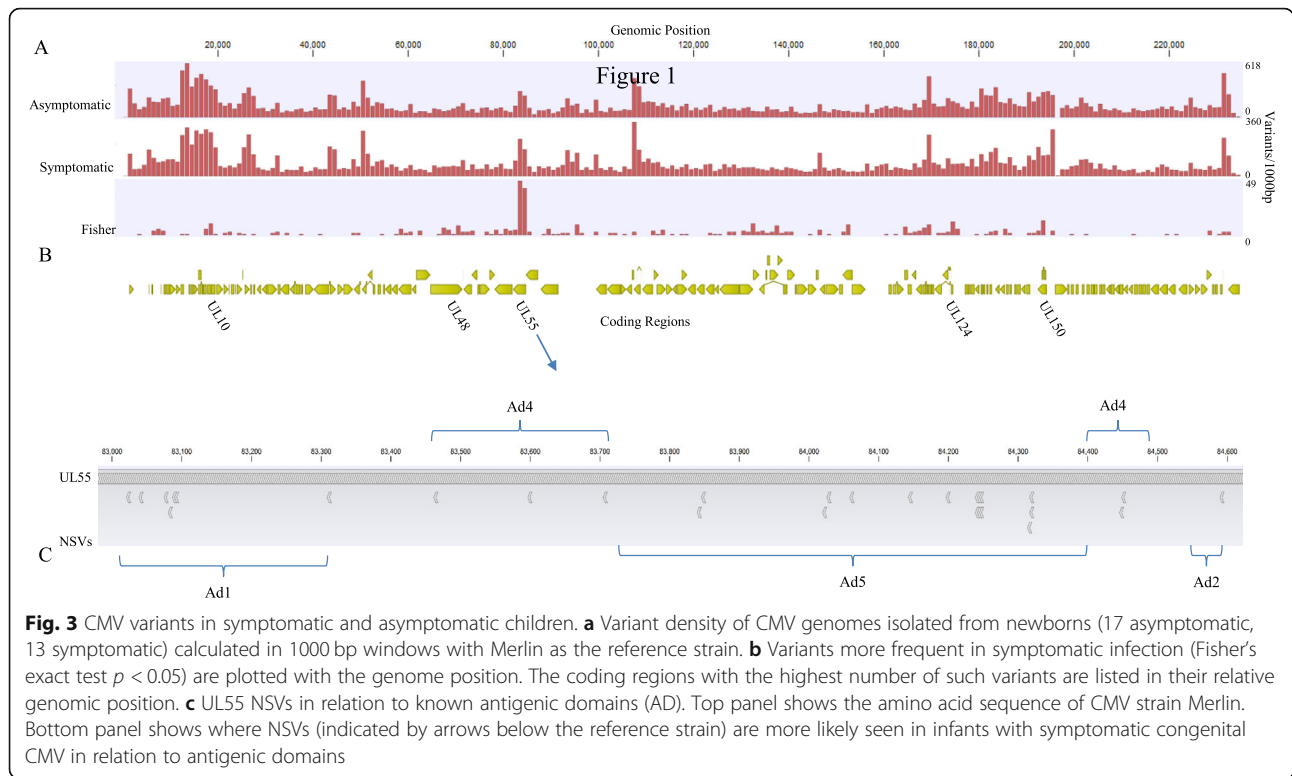 Genomic Position
A
20,000 40,000 60,000 80,000 100,000 120,000 140,000 160,000 180,000 200,000 220,000
Figure 1
618
Asymptomatic
0
360
Variants/1000bp
Symptomatic
0
49
Fisher
0
B
UL10 UL48 UL55 Coding Regions UL124 UL150
Ad4 Ad4
83,000 83,100 83,200 83,300 83,400 83,500 83,600 83,700 83,800 83,900 84,000 84,100 84,200 84,300 84,400 84,500 84,600
UL55
NSVs
C
Ad1 Ad5 Ad2
Fig. 3 CMV variants in symptomatic and asymptomatic children. a Variant density of CMV genomes isolated from newborns (17 asymptomatic,
13 symptomatic) calculated in 1000 bp windows with Merlin as the reference strain. b Variants more frequent in symptomatic infection (Fisher's
exact test p < 0.05) are plotted with the genome position. The coding regions with the highest number of such variants are listed in their relative
genomic position. c UL55 NSVs in relation to known antigenic domains (AD). Top panel shows the amino acid sequence of CMV strain Merlin.
Bottom panel shows where NSVs (indicated by arrows below the reference strain) are more likely seen in infants with symptomatic congenital
CMV in relation to antigenic domains